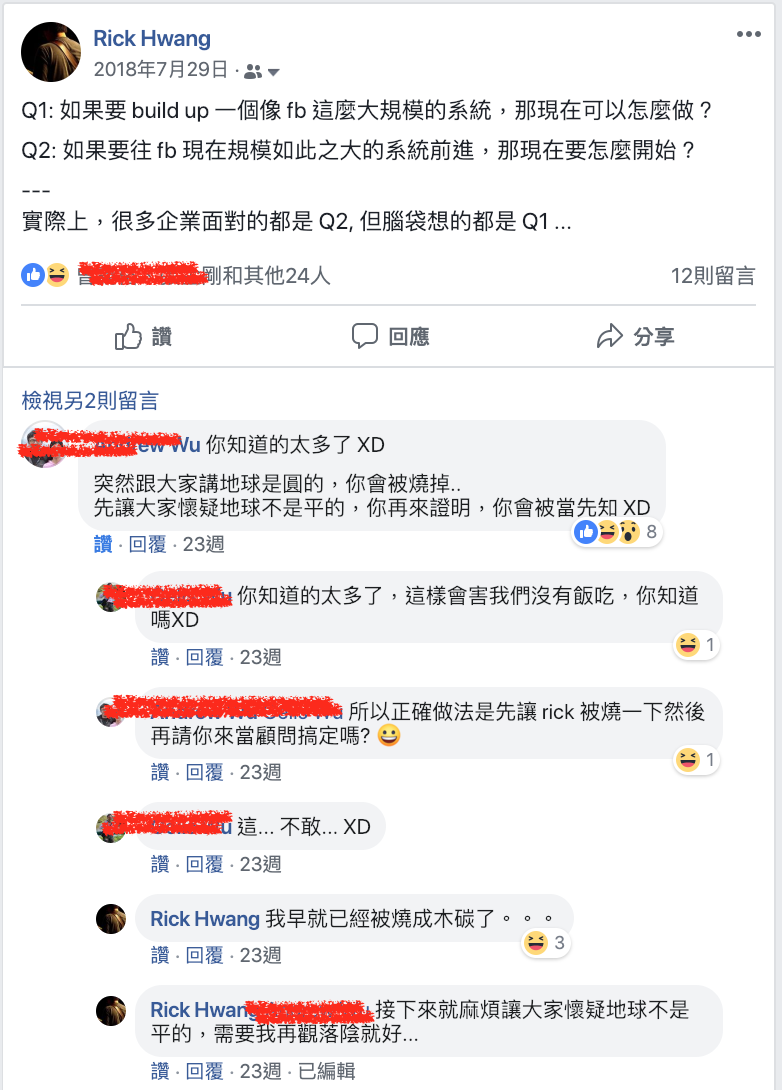 Rick Hwang
2018年7月29日 ·
Q1: 如果要 build up 一個像 fb 這麼大規模的系統，那現在可以怎麼做？
Q2: 如果要往 fb 現在規模如此之大的系統前進，那現在要怎麼開始？
---
實際上，很多企業面對的都是 Q2, 但腦袋想的都是 Q1 ...
剛和其他24人
12則留言
讚
回應
分享
檢視另2則留言
Wu 你知道的太多了 XD
突然跟大家講地球是圓的，你會被燒掉..
先讓大家懷疑地球不是平的，你再來證明，你會被當先知 XD
8
讚 · 回覆 · 23週
你知道的太多了，這樣會害我們沒有飯吃，你知道
嗎XD
1
讚 · 回覆 · 23週
所以正確做法是先讓 rick 被燒一下然後
再請你來當顧問搞定嗎? 😀
1
讚 · 回覆 · 23週
這... 不敢... XD
讚 · 回覆 · 23週
Rick Hwang 我早就已經被燒成木碳了。。。
3
讚 · 回覆 · 23週
Rick Hwang 接下來就麻煩讓大家懷疑地球不是
平的，需要我再觀落陰就好...
讚 · 回覆 · 23週 · 已編輯